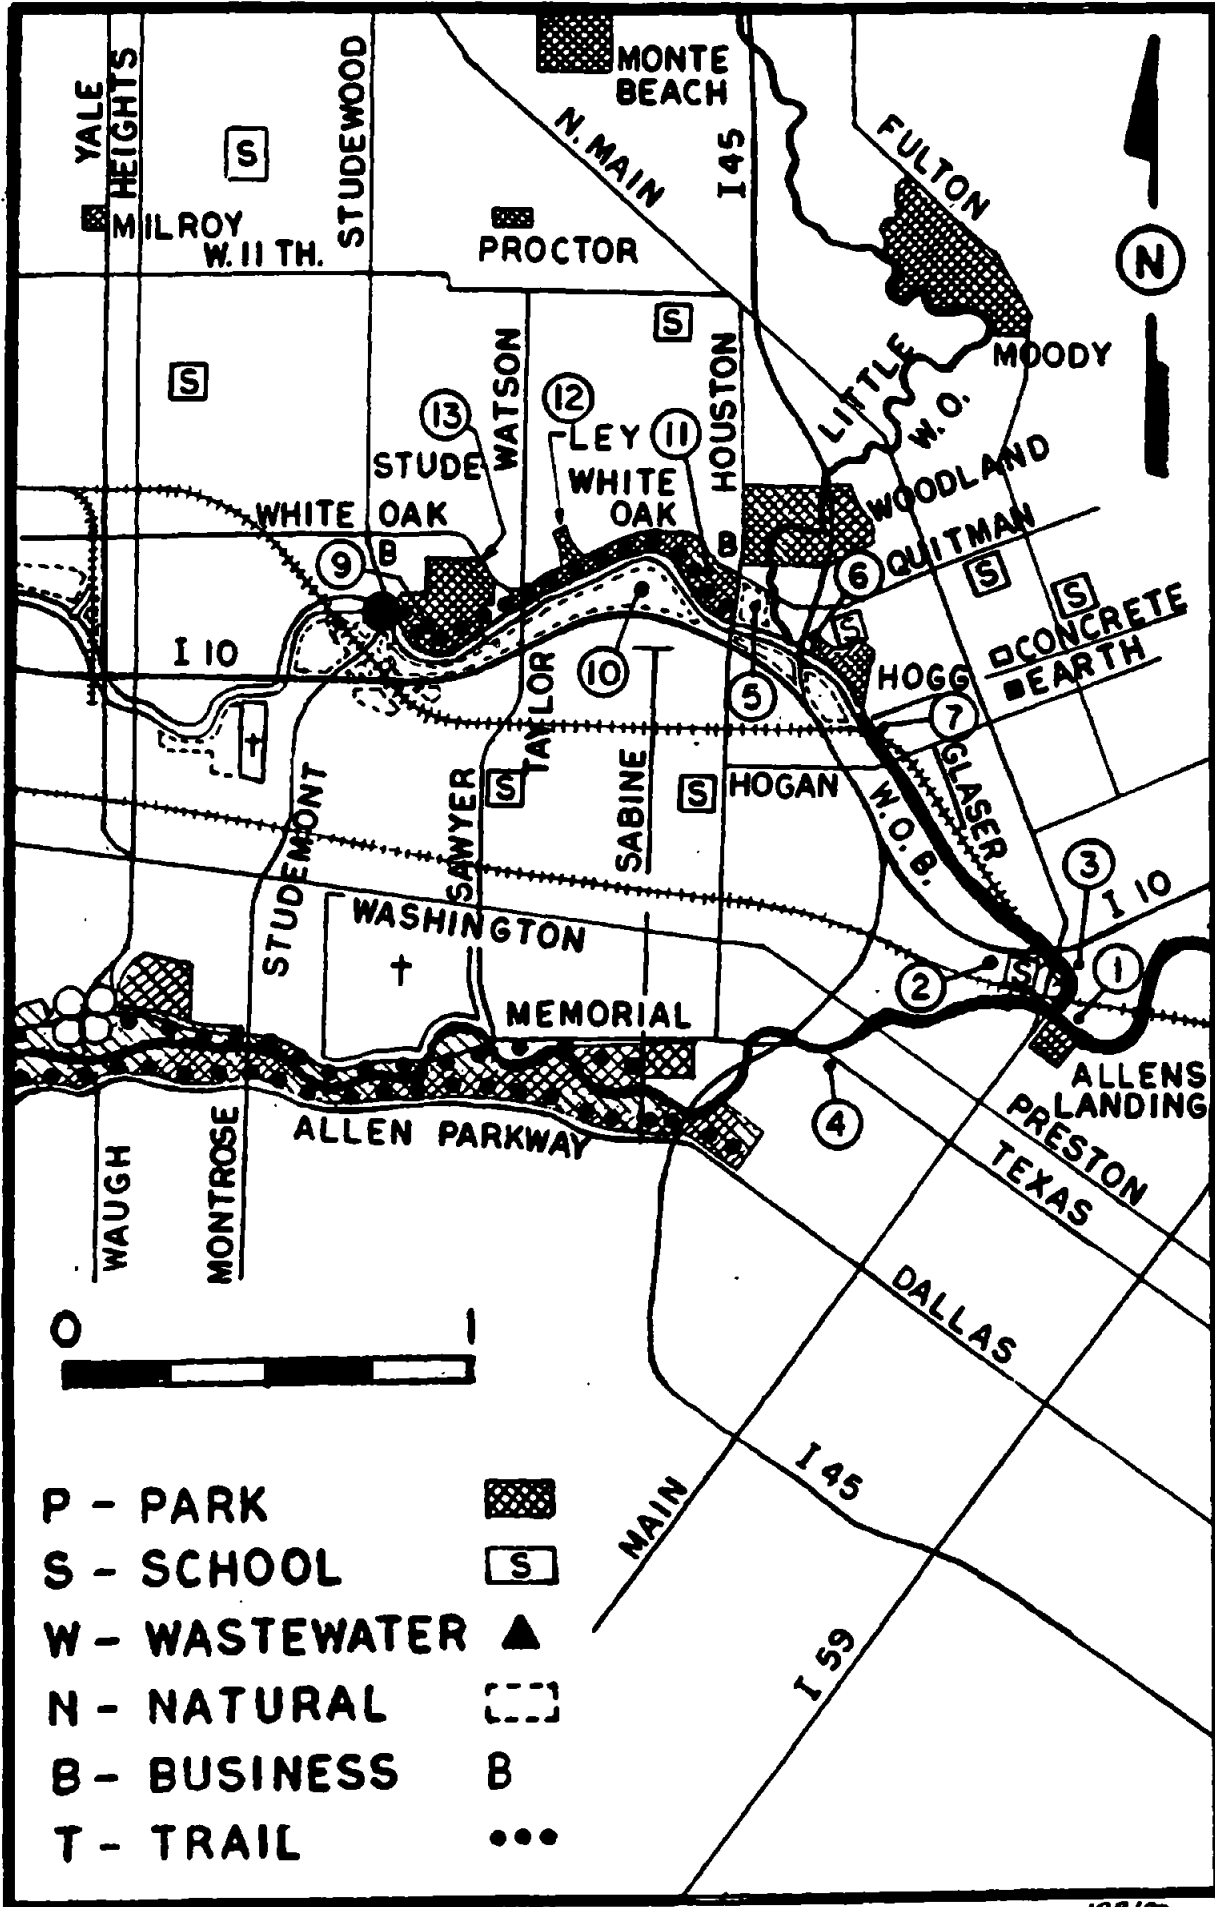 MONTE
BEACH
YALE
HEIGHTS
STUDEWOOD
S
N. MAIN
I 45
FULTON
MILROY
W. 11 TH.
PROCTOR
N
S
S
WATSON
HOUSTON
LITTLE
W. O.
MOODY
13
12
LEY
11
STUDE
WHITE
OAK
WOODLAND
WHITE OAK
B
B
9
6
QUITMAN
S
S
S
CONCRETE
EARTH
I 10
10
5
HOGG
7
TAYLOR
SABINE
S
S
HOGAN
GLASER
W. O. B.
STUDEMONT
SAWYER
3
I 10
WASHINGTON
2
S
1
MEMORIAL
4
ALLENS
LANDING
ALLEN PARKWAY
PRESTON
TEXAS
WAUGH
MONTROSE
DALLAS
0 1
I 45
MAIN
I 59
P - PARK
S - SCHOOL S
W - WASTEWATER
N - NATURAL
B - BUSINESS B
T - TRAIL